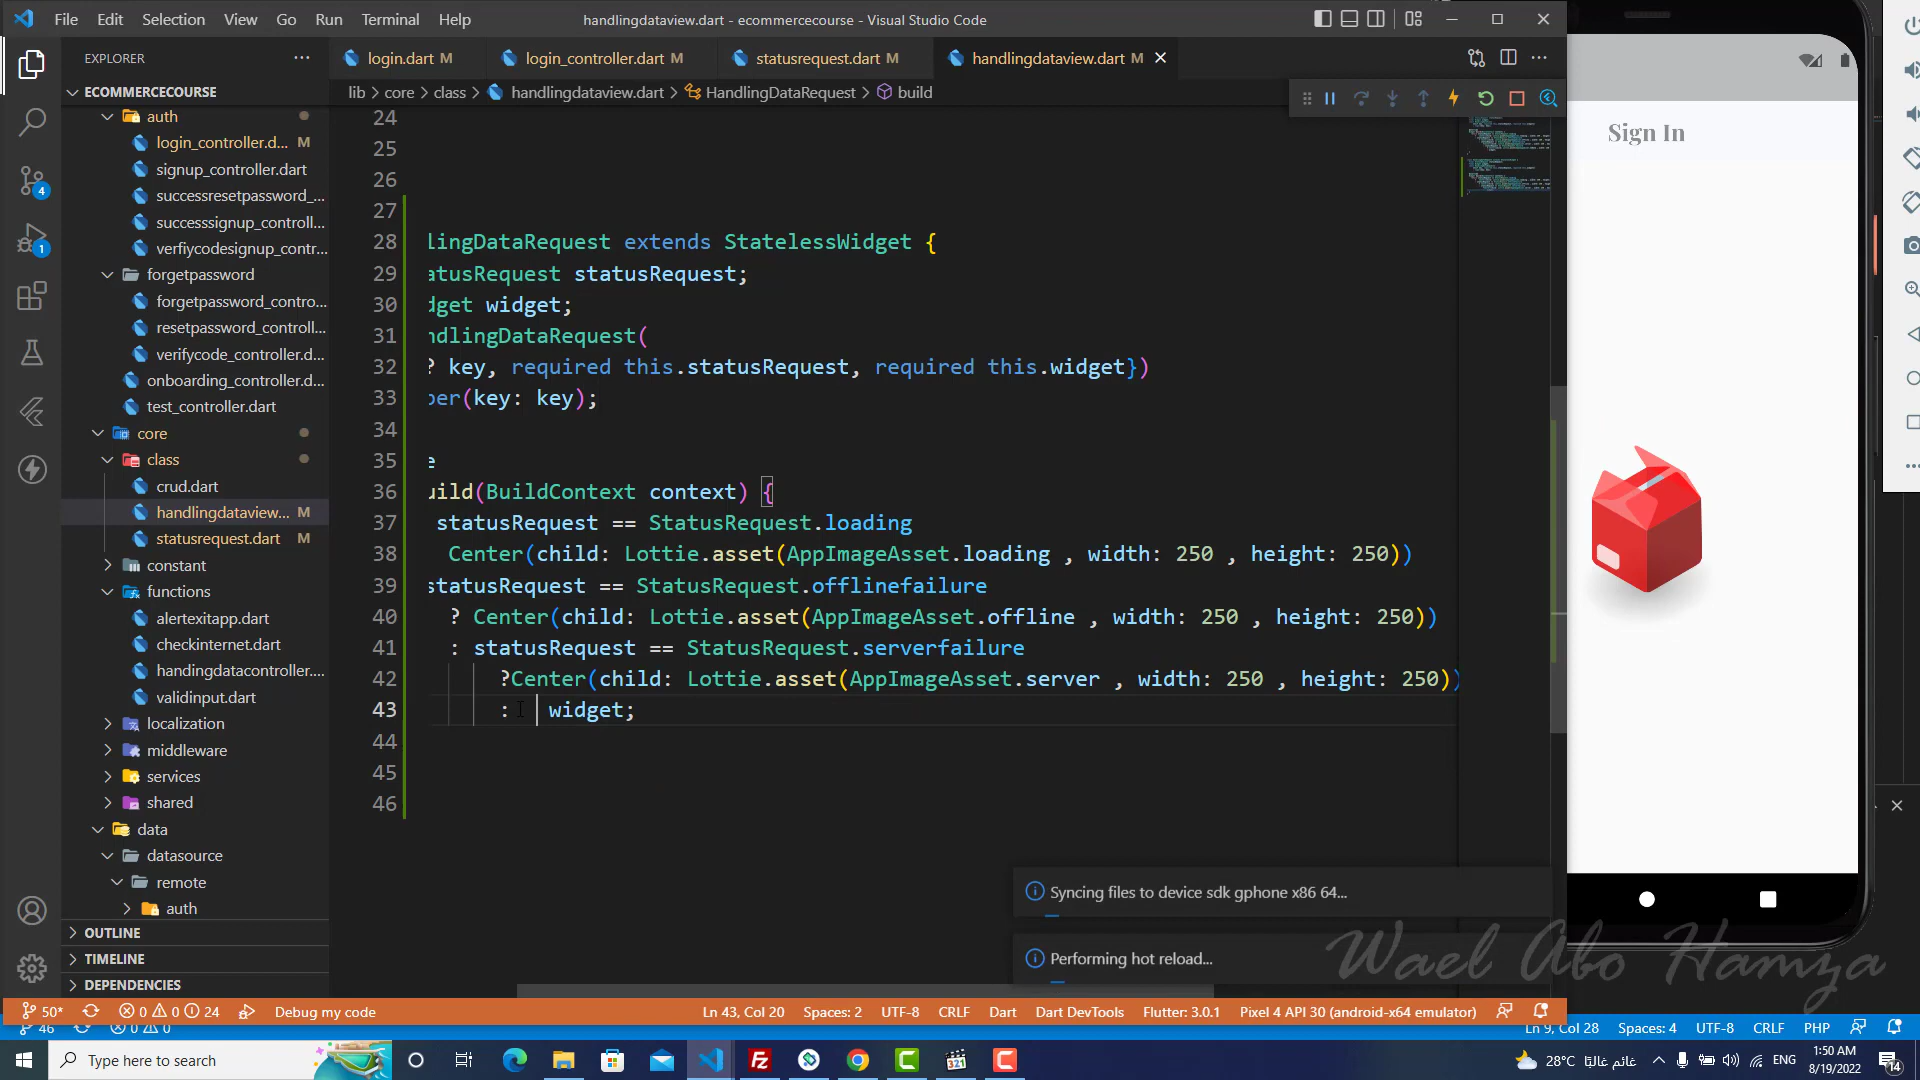 File Edit Selection View Go Run Terminal Help
handlingdataview.dart - ecommercecourse - Visual Studio Code
EXPLORER
login.dart M
login_controller.dart M
statusrequest.dart M
handlingdataview.dart M
ECOMMERCECOURSE
lib > core > class > handlingdataview.dart > HandlingDataRequest > build
auth
login_controller.d... M
signup_controller.dart
successresetpassword_...
successsignup_controll...
verfiycodesignup_contr...
forgetpassword
forgetpassword_contro...
resetpassword_controll...
verifycode_controller.d...
onboarding_controller.d...
test_controller.dart
core
class
crud.dart
handlingdataview... M
statusrequest.dart M
constant
functions
alertexitapp.dart
checkinternet.dart
handingdatacontroller....
validinput.dart
localization
middleware
services
shared
data
datasource
remote
auth
OUTLINE
TIMELINE
DEPENDENCIES
24
25
26
27
28 lingDataRequest extends StatelessWidget {
29 atusRequest statusRequest;
30 dget widget;
31 ndlingDataRequest(
32 ? key, required this.statusRequest, required this.widget})
33 per(key: key);
34
35 e
36 uild(BuildContext context) {
37 statusRequest == StatusRequest.loading
38 Center(child: Lottie.asset(AppImageAsset.loading , width: 250 , height: 250))
39 statusRequest == StatusRequest.offlinefailure
40 ? Center(child: Lottie.asset(AppImageAsset.offline , width: 250 , height: 250))
41 : statusRequest == StatusRequest.serverfailure
42 ?Center(child: Lottie.asset(AppImageAsset.server , width: 250 , height: 250))
43 : widget;
44
45
46
Syncing files to device sdk gphone x86 64...
Performing hot reload...
Sign In
Wael Abo Hamza
50* 0 0 24 Debug my code
Ln 43, Col 20 Spaces: 2 UTF-8 CRLF Dart Dart DevTools Flutter: 3.0.1 Pixel 4 API 30 (android-x64 emulator)
46 0 0
Ln 9, Col 28 Spaces: 4 UTF-8 CRLF PHP
Type here to search
28°C غائم غالبًا ENG
1:50 AM
8/19/2022
14
4
1